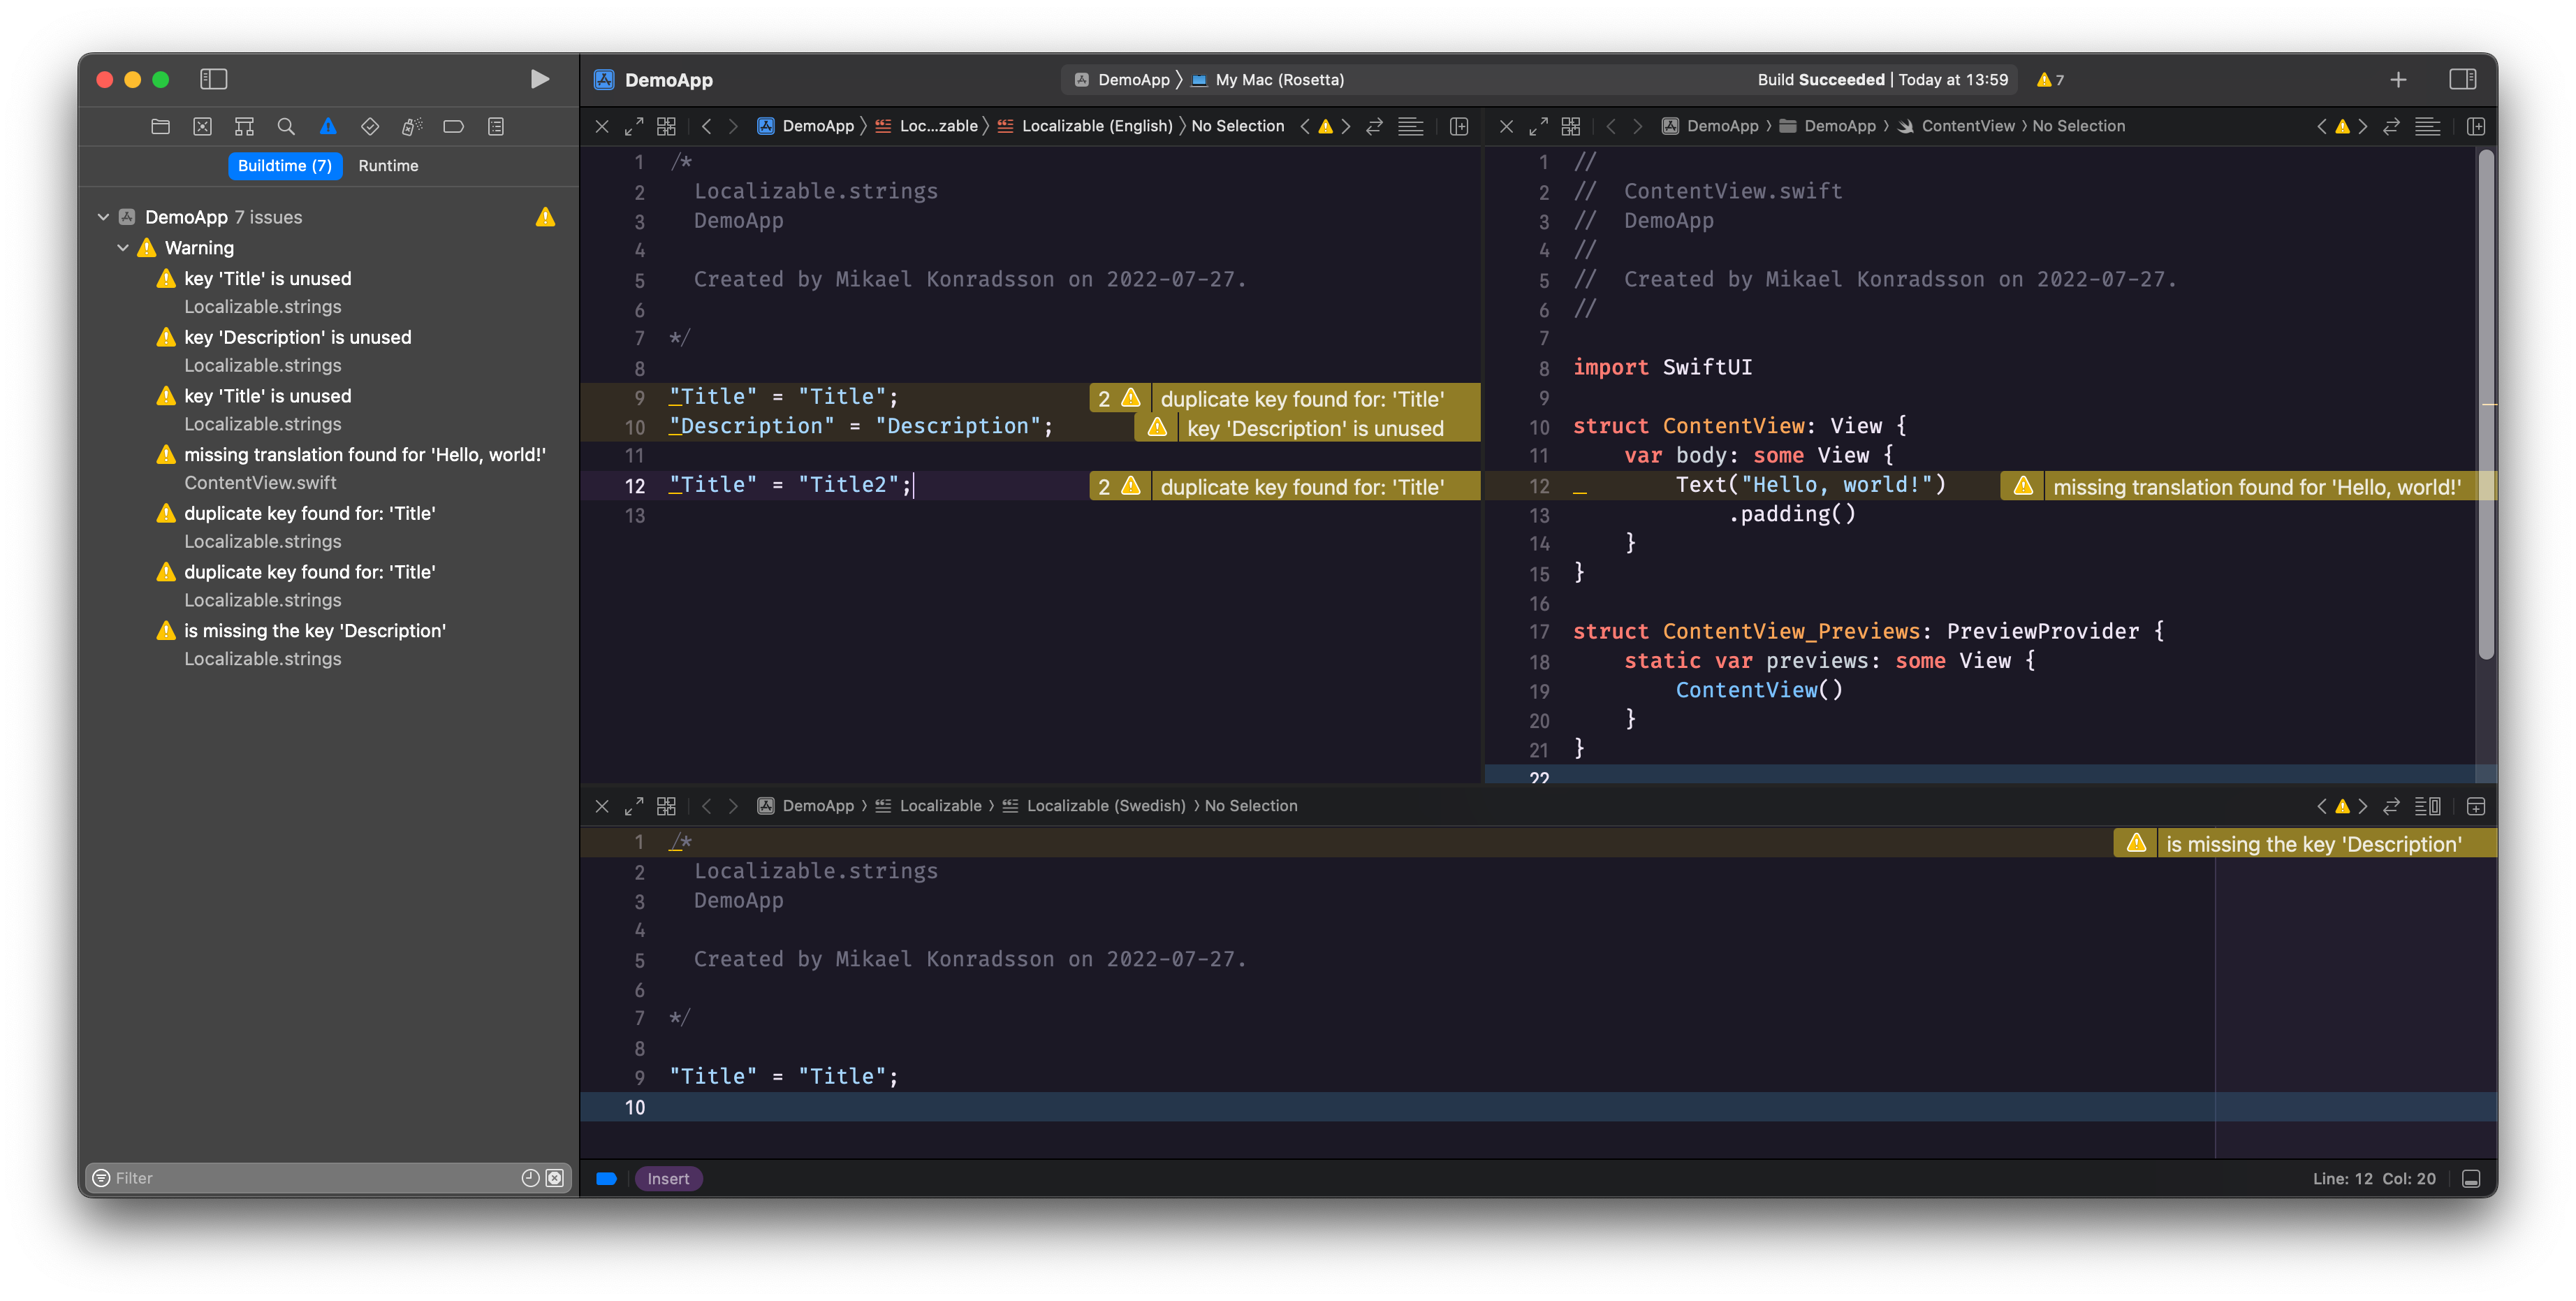 DemoApp
DemoApp 〉 My Mac (Rosetta)
Build Succeeded | Today at 13:59
7
Buildtime (7)
Runtime
DemoApp 7 issues
Warning
key 'Title' is unused
Localizable.strings
key 'Description' is unused
Localizable.strings
key 'Title' is unused
Localizable.strings
missing translation found for 'Hello, world!'
ContentView.swift
duplicate key found for: 'Title'
Localizable.strings
duplicate key found for: 'Title'
Localizable.strings
is missing the key 'Description'
Localizable.strings
Filter
DemoApp 〉 Loc...zable 〉 Localizable (English) 〉 No Selection
1 /*
2 Localizable.strings
3 DemoApp
4
5 Created by Mikael Konradsson on 2022-07-27.
6
7 */
8
9 "Title" = "Title"; 2 duplicate key found for: 'Title'
10 "Description" = "Description"; key 'Description' is unused
11
12 "Title" = "Title2"; 2 duplicate key found for: 'Title'
13
DemoApp 〉 DemoApp 〉 ContentView 〉 No Selection
1 //
2 //  ContentView.swift
3 //  DemoApp
4 //
5 //  Created by Mikael Konradsson on 2022-07-27.
6 //
7
8 import SwiftUI
9
10 struct ContentView: View {
11     var body: some View {
12         Text("Hello, world!") missing translation found for 'Hello, world!'
13             .padding()
14     }
15 }
16
17 struct ContentView_Previews: PreviewProvider {
18     static var previews: some View {
19         ContentView()
20     }
21 }
22
DemoApp 〉 Localizable 〉 Localizable (Swedish) 〉 No Selection
1 /* is missing the key 'Description'
2 Localizable.strings
3 DemoApp
4
5 Created by Mikael Konradsson on 2022-07-27.
6
7 */
8
9 "Title" = "Title";
10
Insert
Line: 12 Col: 20